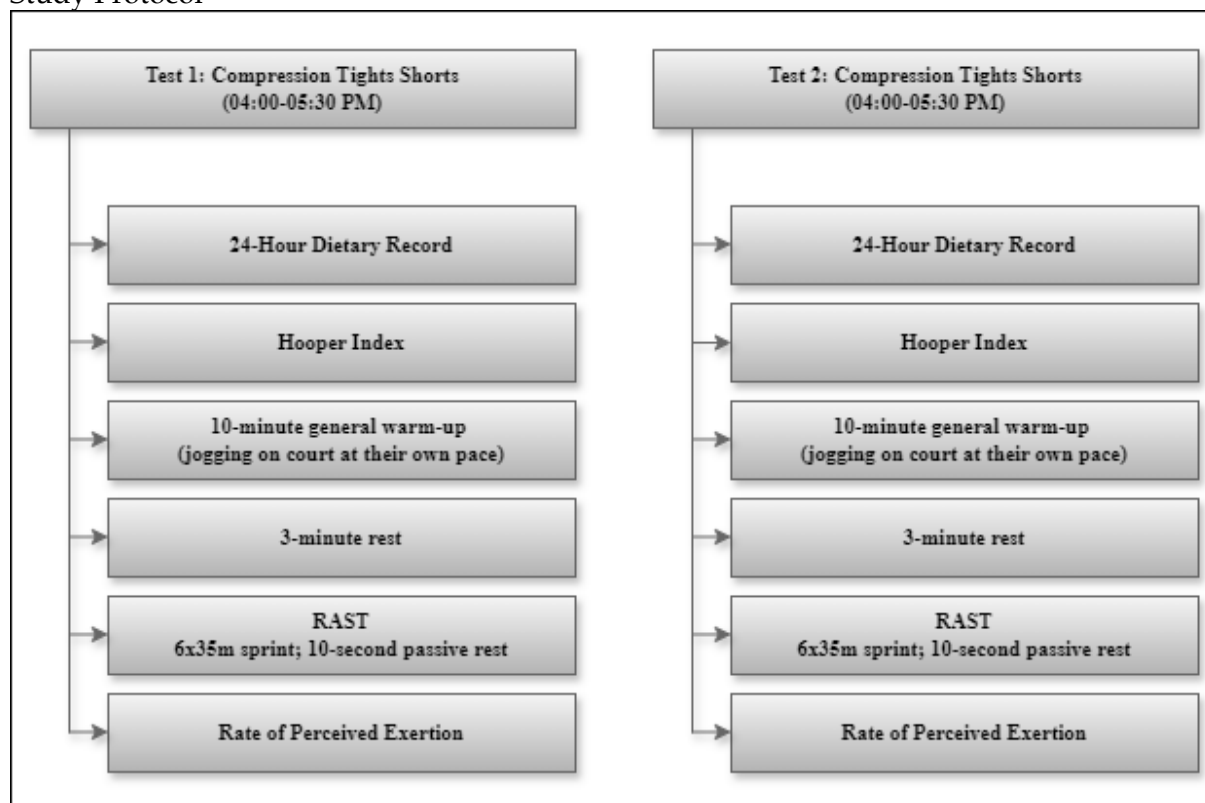 Study Protocol
Test 1: Compression Tights Shorts
(04:00-05:30 PM)
24-Hour Dietary Record
Hooper Index
10-minute general warm-up
(jogging on court at their own pace)
3-minute rest
RAST
6x35m sprint; 10-second passive rest
Rate of Perceived Exertion
Test 2: Compression Tights Shorts
(04:00-05:30 PM)
24-Hour Dietary Record
Hooper Index
10-minute general warm-up
(jogging on court at their own pace)
3-minute rest
RAST
6x35m sprint; 10-second passive rest
Rate of Perceived Exertion